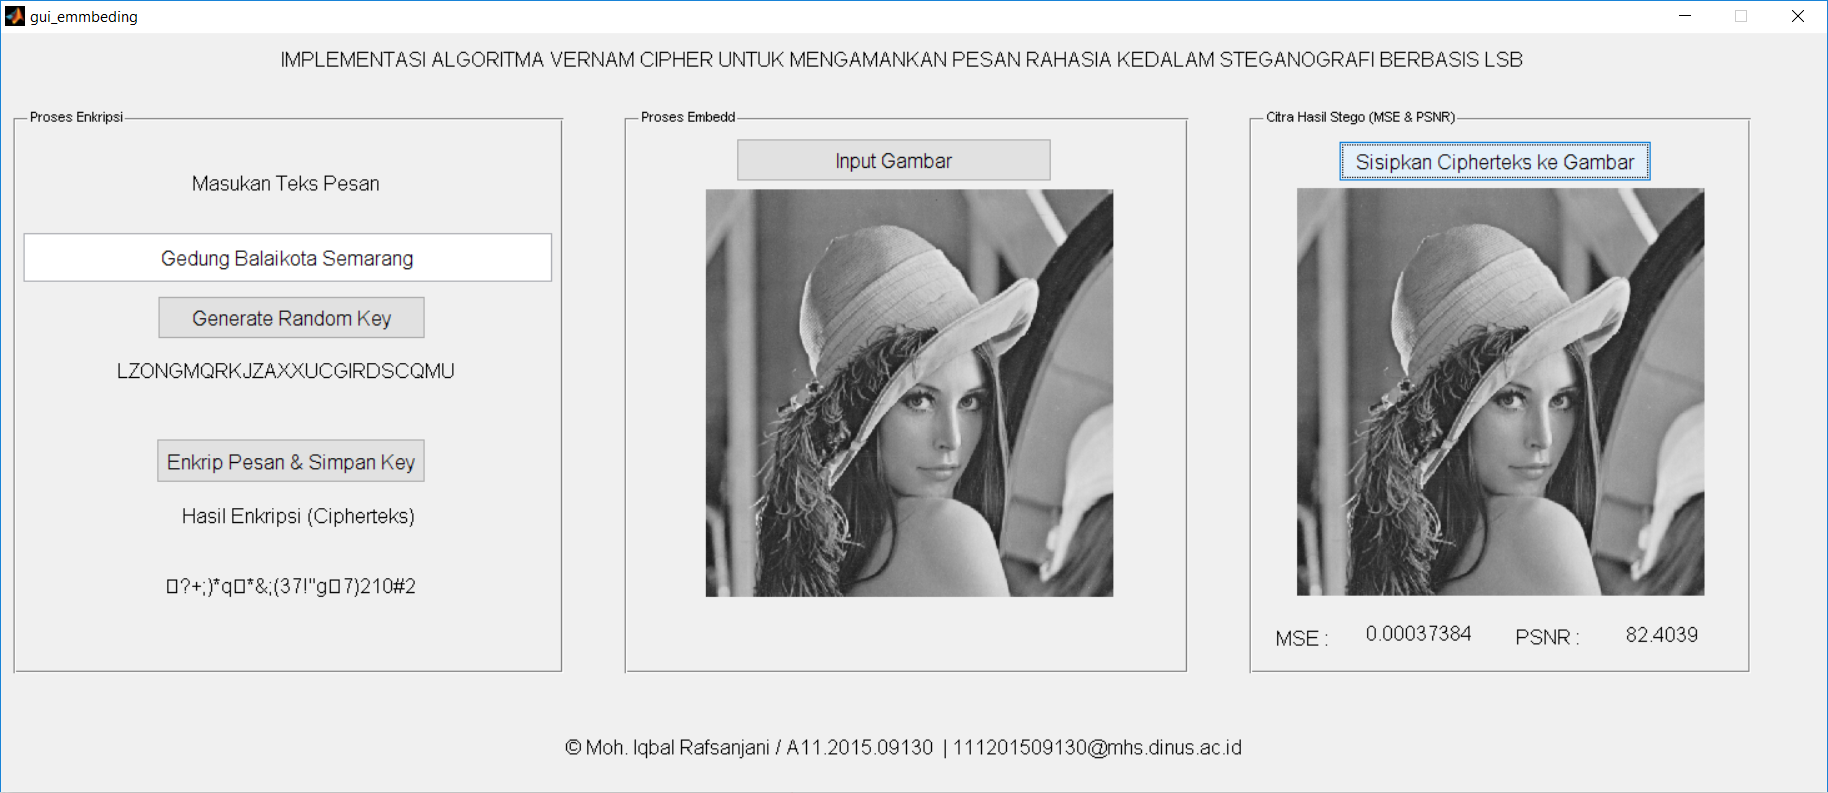 gui_emmbeding
IMPLEMENTASI ALGORITMA VERNAM CIPHER UNTUK MENGAMANKAN PESAN RAHASIA KEDALAM STEGANOGRAFI BERBASIS LSB
Proses Enkripsi
Masukan Teks Pesan
Gedung Balaikota Semarang
Generate Random Key
LZONGMQRKJZAXXUCGIRDSCQMU
Enkrip Pesan & Simpan Key
Hasil Enkripsi (Cipherteks)
▯?+;)*q▯*&;(37!"g▯7)210#2
Proses Embedd
Input Gambar
Citra Hasil Stego (MSE & PSNR)
Sisipkan Cipherteks ke Gambar
MSE : 0.00037384 PSNR : 82.4039
© Moh. Iqbal Rafsanjani / A11.2015.09130 | 111201509130@mhs.dinus.ac.id